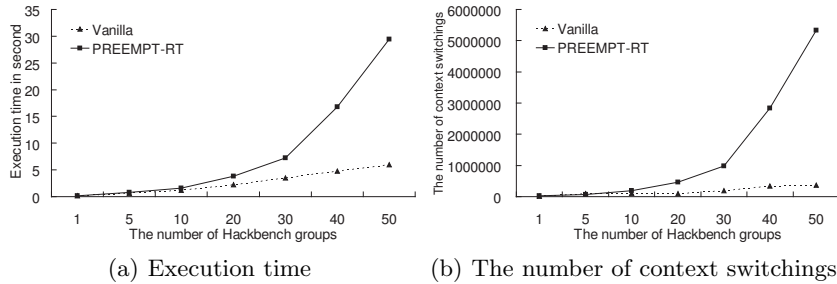 Execution time in second
35
30
25
20
15
10
5
0
Vanilla
PREEMPT-RT
1 5 10 20 30 40 50
The number of Hackbench groups
(a) Execution time
The number of context switchings
6000000
5000000
4000000
3000000
2000000
1000000
0
Vanilla
PREEMPT-RT
1 5 10 20 30 40 50
The number of Hackbench groups
(b) The number of context switchings